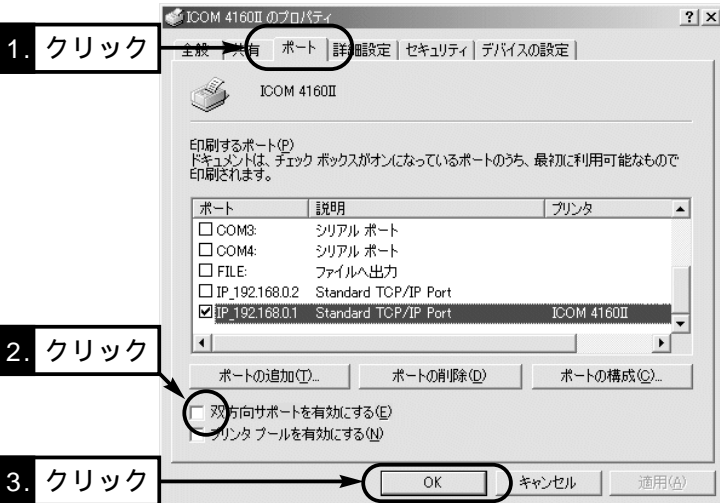 ICOM 4160II のプロパティ
? ×
1. クリック
全般 | 共有 | ポート | 詳細設定 | セキュリティ | デバイスの設定 |
ICOM 4160II
印刷するポート(P)
ドキュメントは、チェック ボックスがオンになっているポートのうち、最初に利用可能なもので
印刷されます。
ポート 説明 プリンタ
COM3: シリアル ポート
COM4: シリアル ポート
FILE: ファイルへ出力
IP_192.168.0.2 Standard TCP/IP Port
IP_192.168.0.1 Standard TCP/IP Port ICOM 4160II
2. クリック
ポートの追加(T)... ポートの削除(D) ポートの構成(C)...
双方向サポートを有効にする(E)
プリンタ プールを有効にする(N)
3. クリック
OK キャンセル 適用(A)